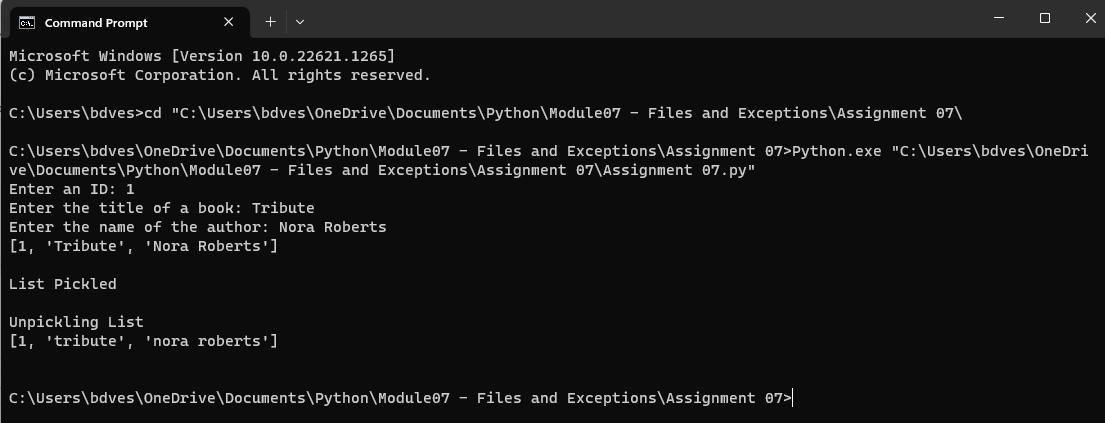 Command Prompt
Microsoft Windows [Version 10.0.22621.1265]
(c) Microsoft Corporation. All rights reserved.
C:\Users\bdves>cd "C:\Users\bdves\OneDrive\Documents\Python\Module07 - Files and Exceptions\Assignment 07\
C:\Users\bdves\OneDrive\Documents\Python\Module07 - Files and Exceptions\Assignment 07>Python.exe "C:\Users\bdves\OneDri
ve\Documents\Python\Module07 - Files and Exceptions\Assignment 07\Assignment 07.py"
Enter an ID: 1
Enter the title of a book: Tribute
Enter the name of the author: Nora Roberts
[1, 'Tribute', 'Nora Roberts']
List Pickled
Unpickling List
[1, 'tribute', 'nora roberts']
C:\Users\bdves\OneDrive\Documents\Python\Module07 - Files and Exceptions\Assignment 07>